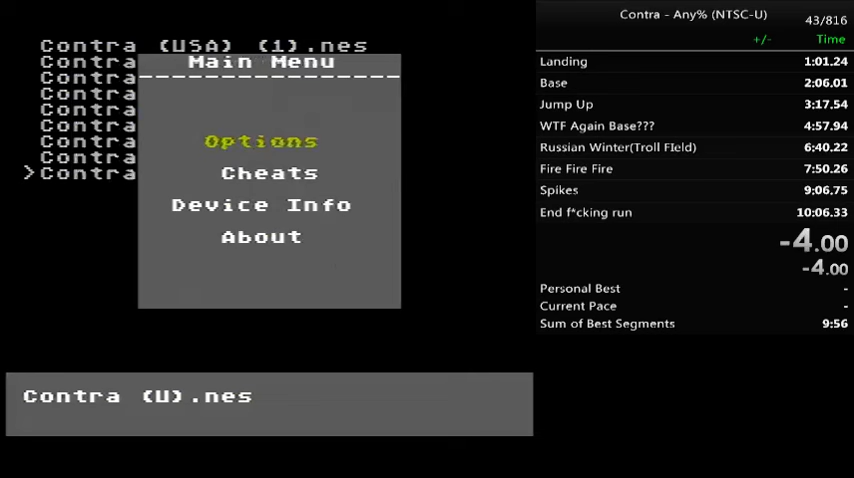 Contra (USA) (1).nes
Contra
Contra
Contra
Contra
Contra
Contra
Contra
>Contra
Main Menu
Options
Cheats
Device Info
About
Contra (U).nes
Contra - Any% (NTSC-U)
43/816
+/- Time
Landing 1:01.24
Base 2:06.01
Jump Up 3:17.54
WTF Again Base??? 4:57.94
Russian Winter(Troll FIeld) 6:40.22
Fire Fire Fire 7:50.26
Spikes 9:06.75
End f*cking run 10:06.33
-4.00
-4.00
Personal Best -
Current Pace -
Sum of Best Segments 9:56